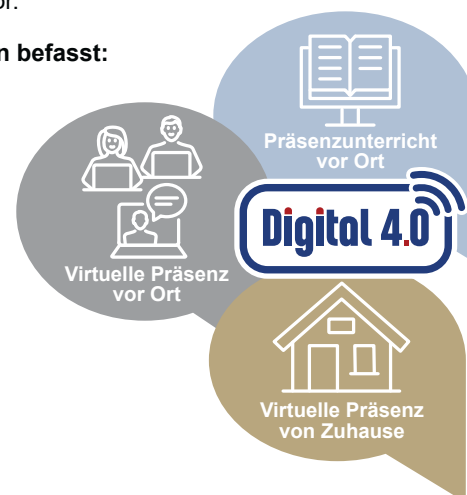 or.
n befasst:
Präsenzunterricht
vor Ort
Digital 4.0
Virtuelle Präsenz
vor Ort
Virtuelle Präsenz
von Zuhause